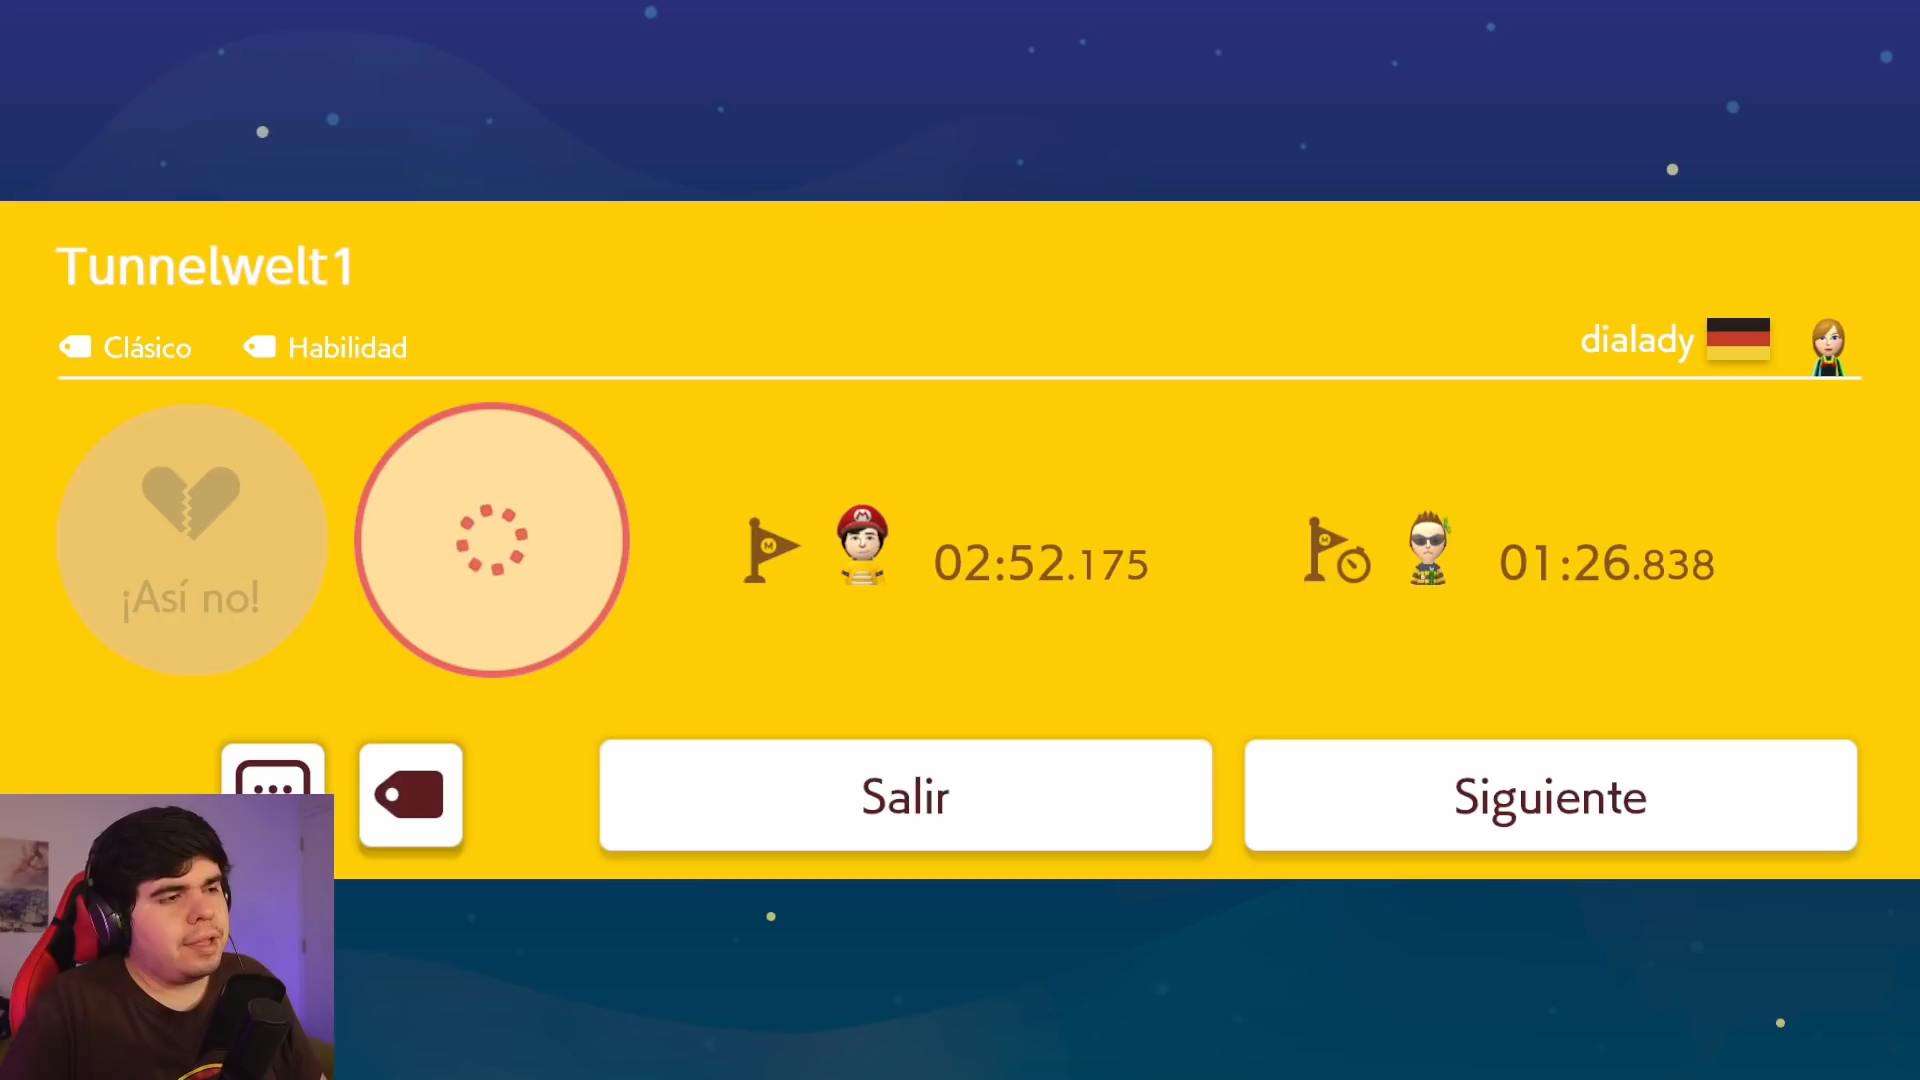 Tunnelwelt1
Clásico Habilidad
dialady
¡Así no!
02:52.175 01:26.838
Salir Siguiente